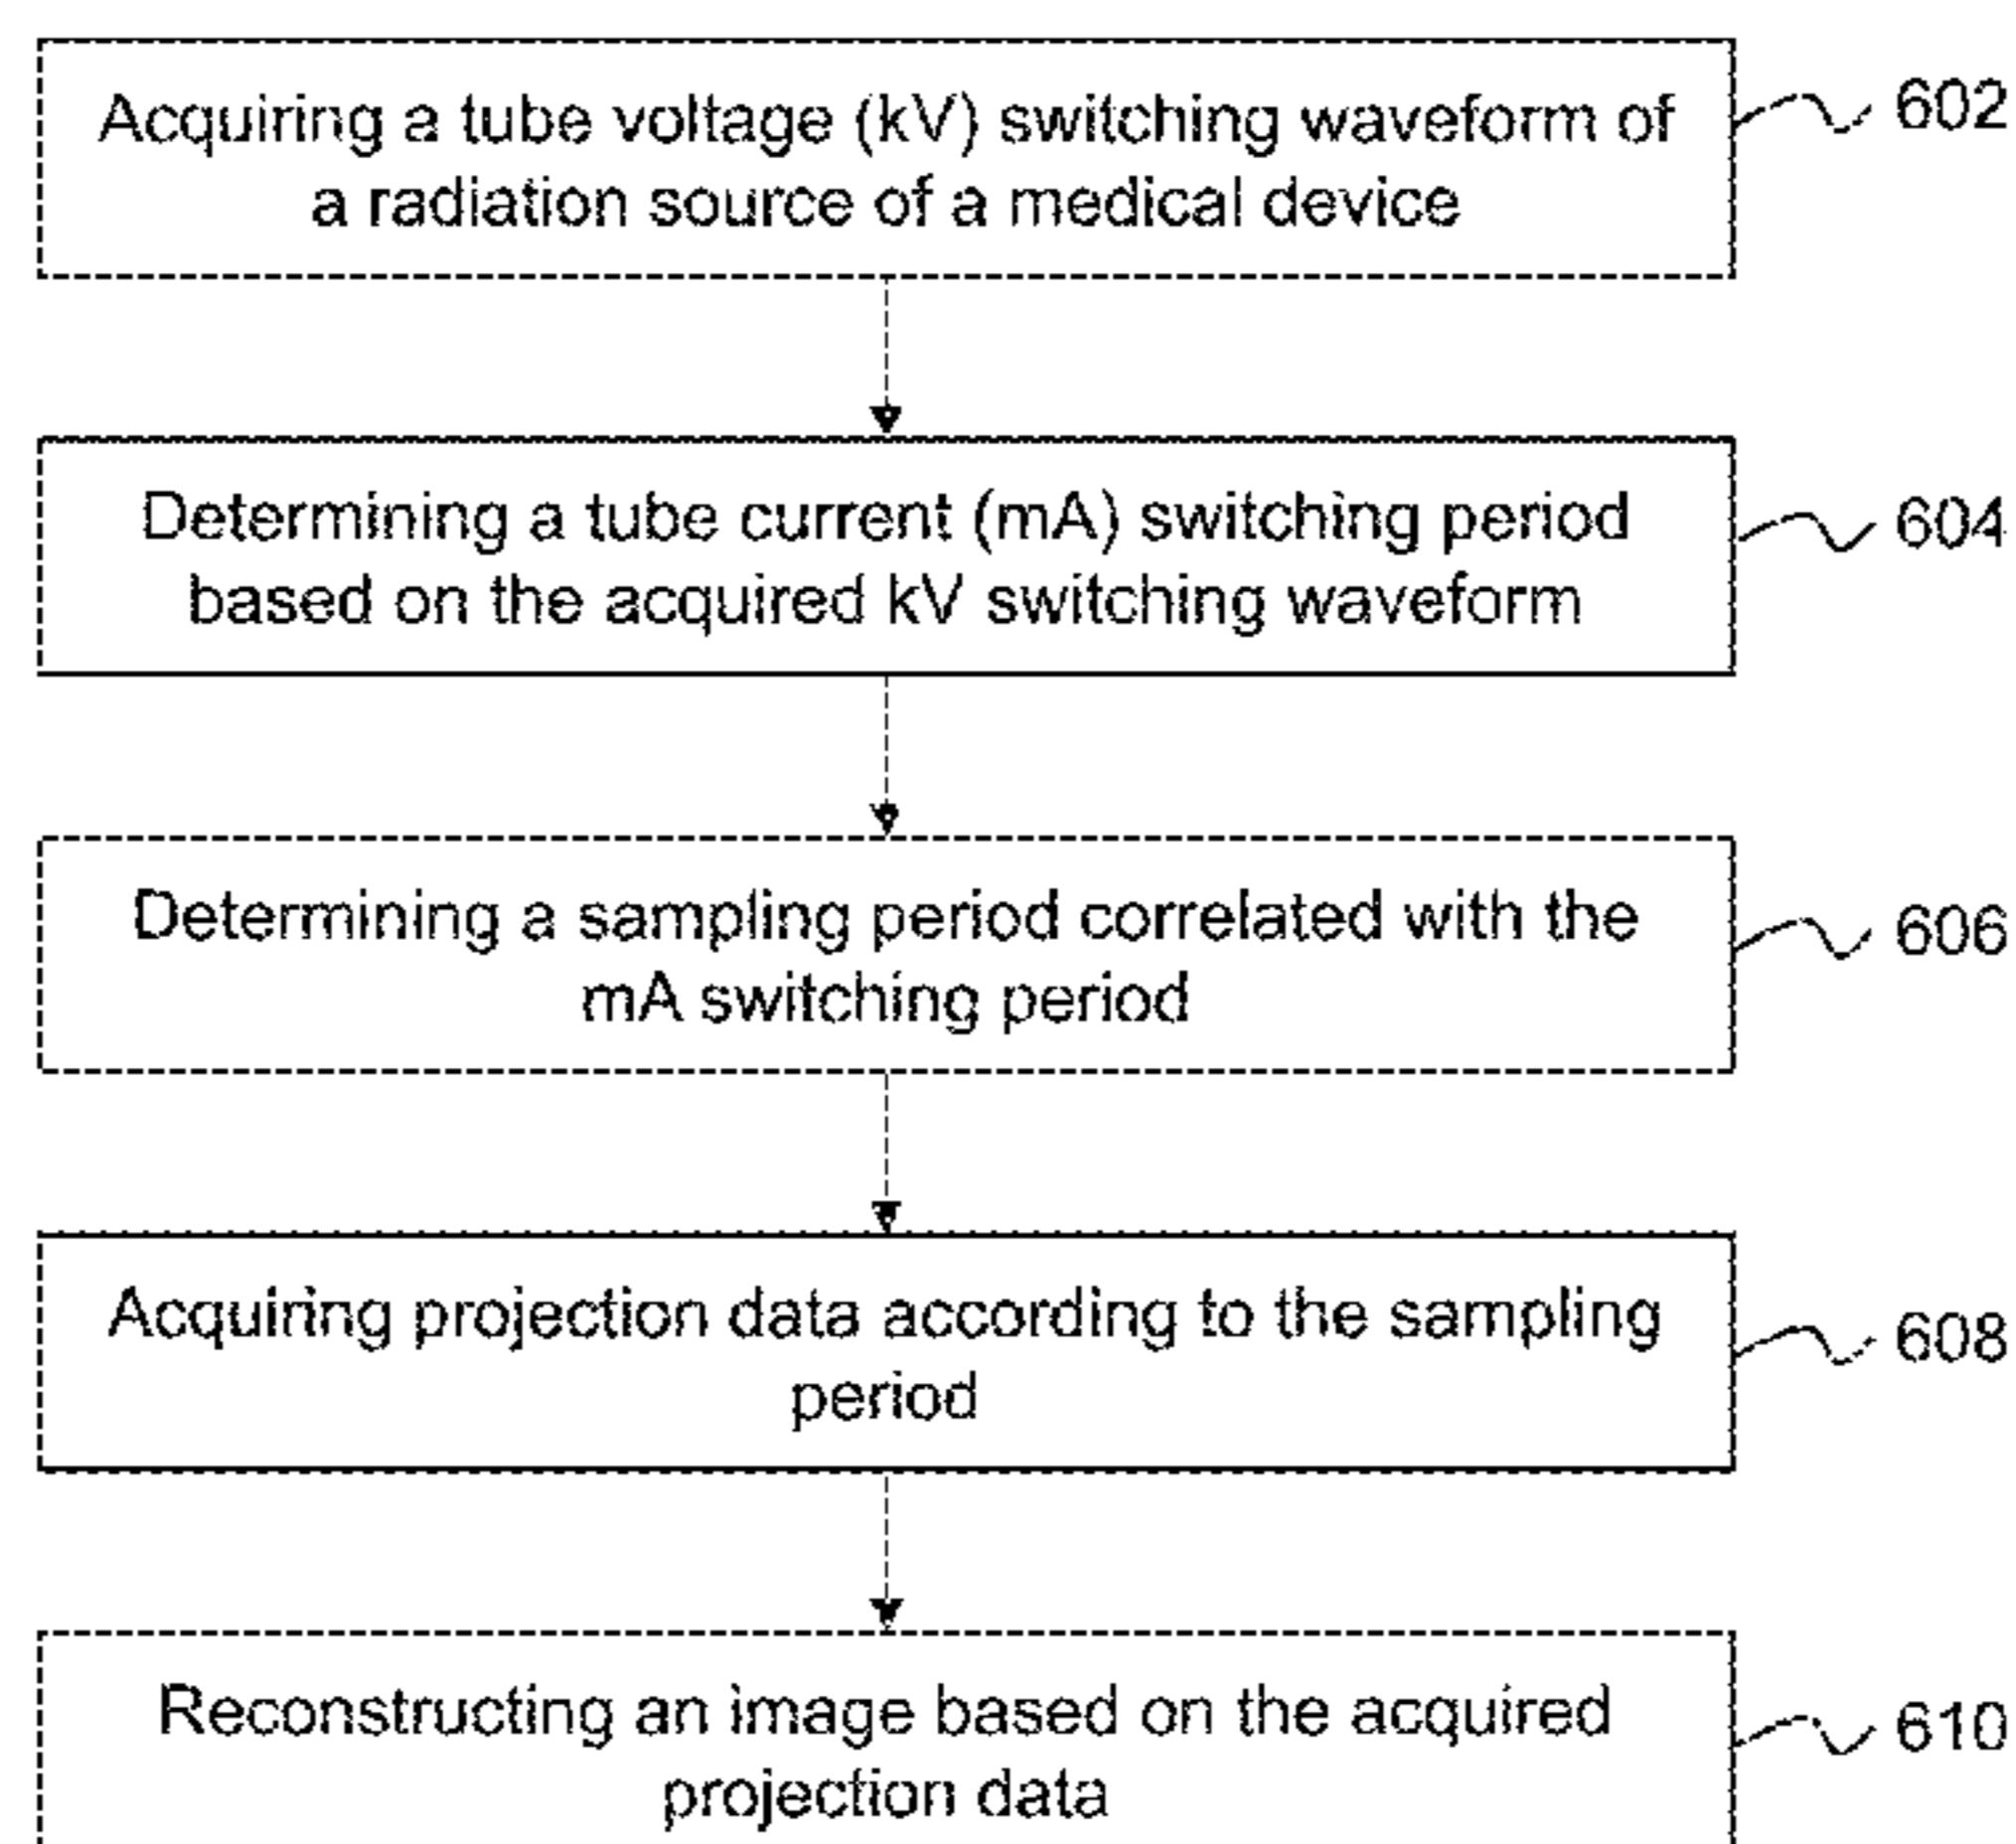 Acquiring a tube voltage (kV) switching waveform of
a radiation source of a medical device
602
Determining a tube current (mA) switching period
based on the acquired kV switching waveform
604
Determining a sampling period correlated with the
mA switching period
606
Acquiring projection data according to the sampling
period
608
Reconstructing an image based on the acquired
projection data
610